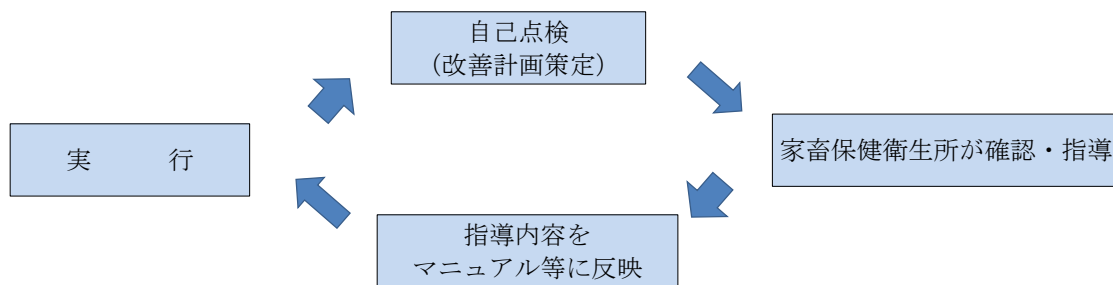 自己点検
（改善計画策定）
実　　　行
家畜保健衛生所が確認・指導
指導内容を
マニュアル等に反映